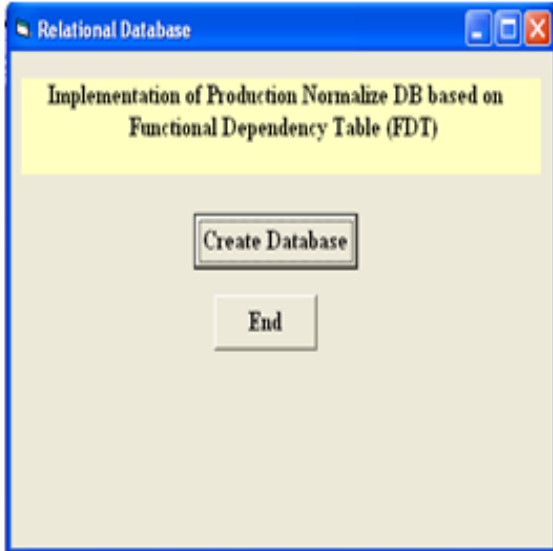 Relational Database
Implementation of Production Normalize DB based on
Functional Dependency Table (FDT)
Create Database
End